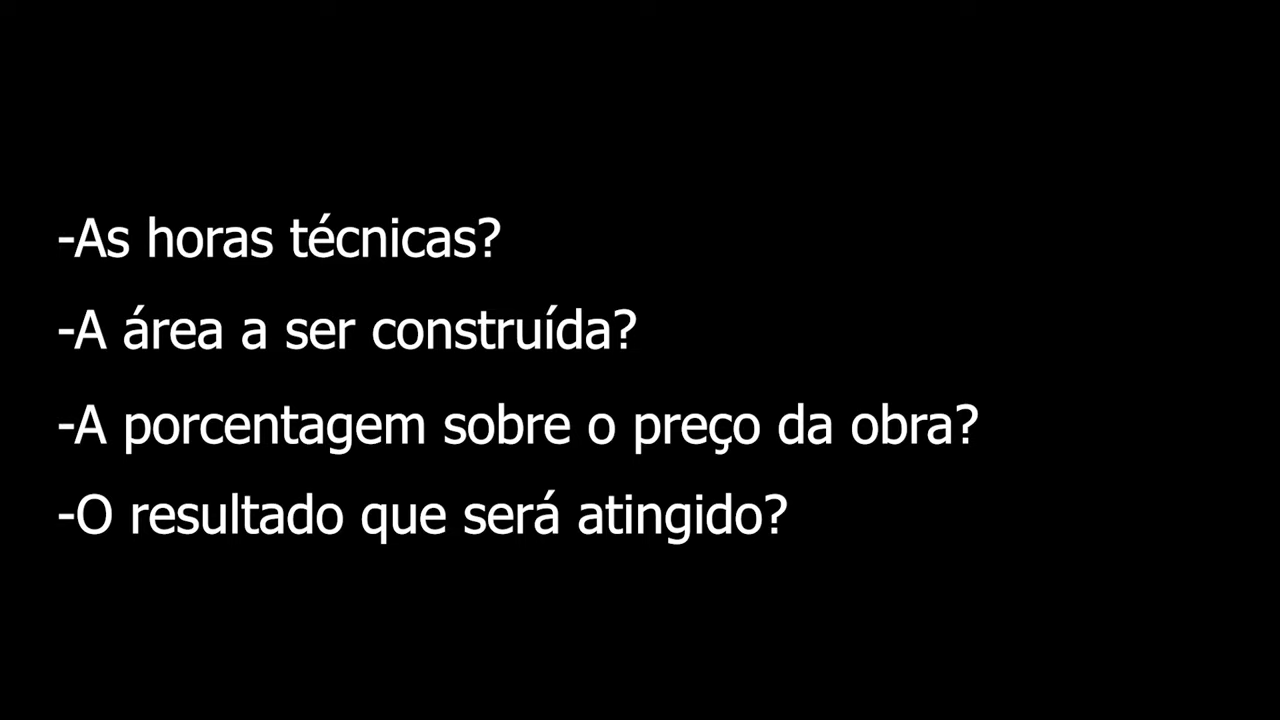 -As horas técnicas?
-A área a ser construída?
-A porcentagem sobre o preço da obra?
-O resultado que será atingido?